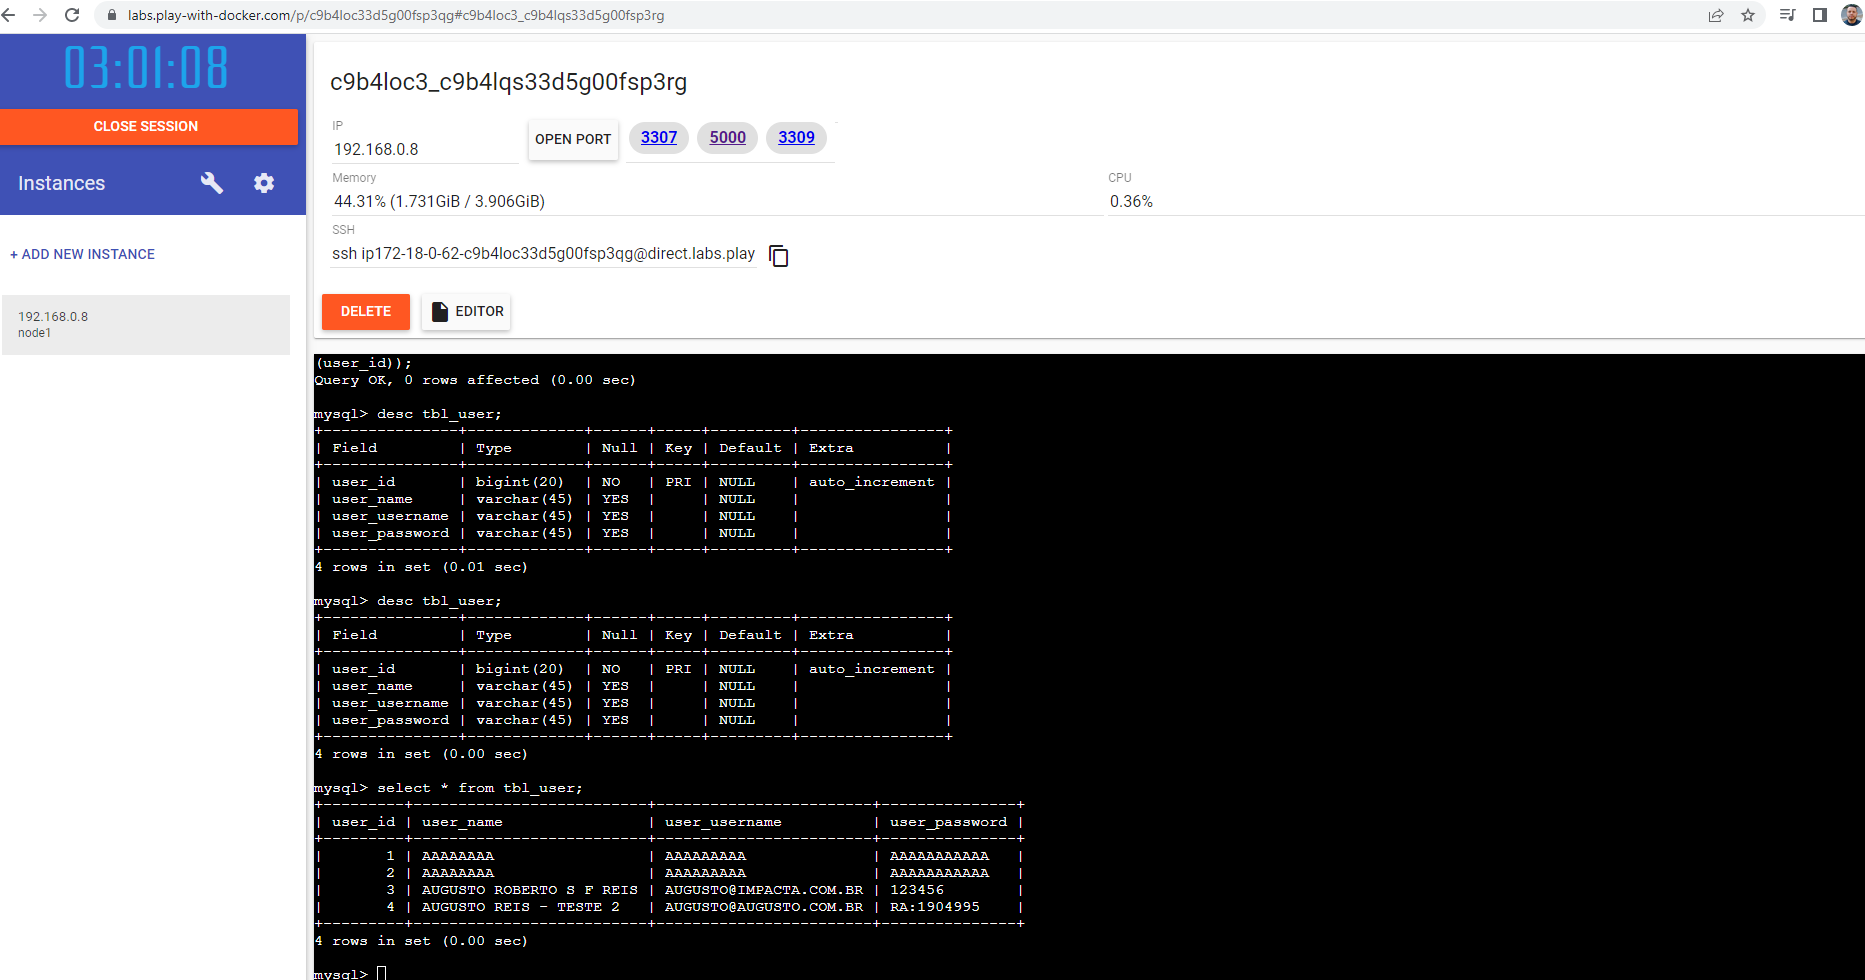 labs.play-with-docker.com/p/c9b4loc33d5g00fsp3qg#c9b4loc3_c9b4lqs33d5g00fsp3rg
03:01:08
CLOSE SESSION
Instances
+ ADD NEW INSTANCE
192.168.0.8
node1
c9b4loc3_c9b4lqs33d5g00fsp3rg
IP
192.168.0.8
OPEN PORT 3307 5000 3309
Memory CPU
44.31% (1.731GiB / 3.906GiB) 0.36%
SSH
ssh ip172-18-0-62-c9b4loc33d5g00fsp3qg@direct.labs.play
DELETE EDITOR
(user_id));
Query OK, 0 rows affected (0.00 sec)
mysql> desc tbl_user;
+---------------+-------------+------+-----+---------+----------------+
| Field         | Type        | Null | Key | Default | Extra          |
+---------------+-------------+------+-----+---------+----------------+
| user_id       | bigint(20)  | NO   | PRI | NULL    | auto_increment |
| user_name     | varchar(45) | YES  |     | NULL    |                |
| user_username | varchar(45) | YES  |     | NULL    |                |
| user_password | varchar(45) | YES  |     | NULL    |                |
+---------------+-------------+------+-----+---------+----------------+
4 rows in set (0.01 sec)
mysql> desc tbl_user;
+---------------+-------------+------+-----+---------+----------------+
| Field         | Type        | Null | Key | Default | Extra          |
+---------------+-------------+------+-----+---------+----------------+
| user_id       | bigint(20)  | NO   | PRI | NULL    | auto_increment |
| user_name     | varchar(45) | YES  |     | NULL    |                |
| user_username | varchar(45) | YES  |     | NULL    |                |
| user_password | varchar(45) | YES  |     | NULL    |                |
+---------------+-------------+------+-----+---------+----------------+
4 rows in set (0.00 sec)
mysql> select * from tbl_user;
+---------+--------------------------+------------------------+---------------+
| user_id | user_name                | user_username          | user_password |
+---------+--------------------------+------------------------+---------------+
|       1 | AAAAAAAA                 | AAAAAAAAA              | AAAAAAAAAAA   |
|       2 | AAAAAAAA                 | AAAAAAAAA              | AAAAAAAAAAA   |
|       3 | AUGUSTO ROBERTO S F REIS | AUGUSTO@IMPACTA.COM.BR | 123456        |
|       4 | AUGUSTO REIS - TESTE 2   | AUGUSTO@AUGUSTO.COM.BR | RA:1904995    |
+---------+--------------------------+------------------------+---------------+
4 rows in set (0.00 sec)
mysql>